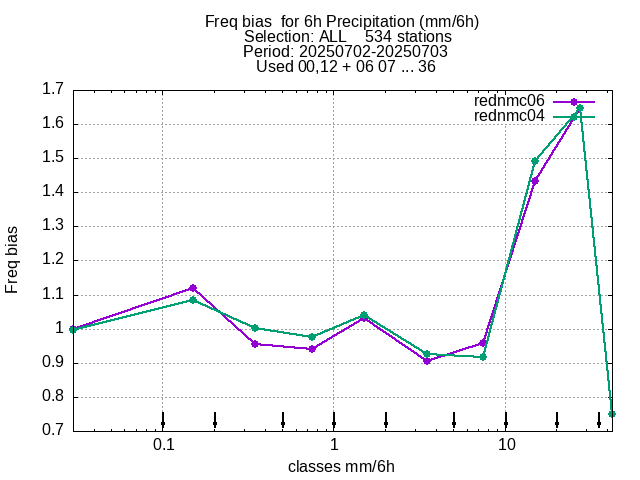 Freq bias  for 6h Precipitation (mm/6h)
Selection: ALL    534 stations
Period: 20250702-20250703
Used 00,12 + 06 07 ... 36
1.7
rednmc06
rednmc04
1.6
1.5
1.4
1.3
1.2
1.1
1
0.9
0.8
0.7
Freq bias
0.1 1 10
classes mm/6h